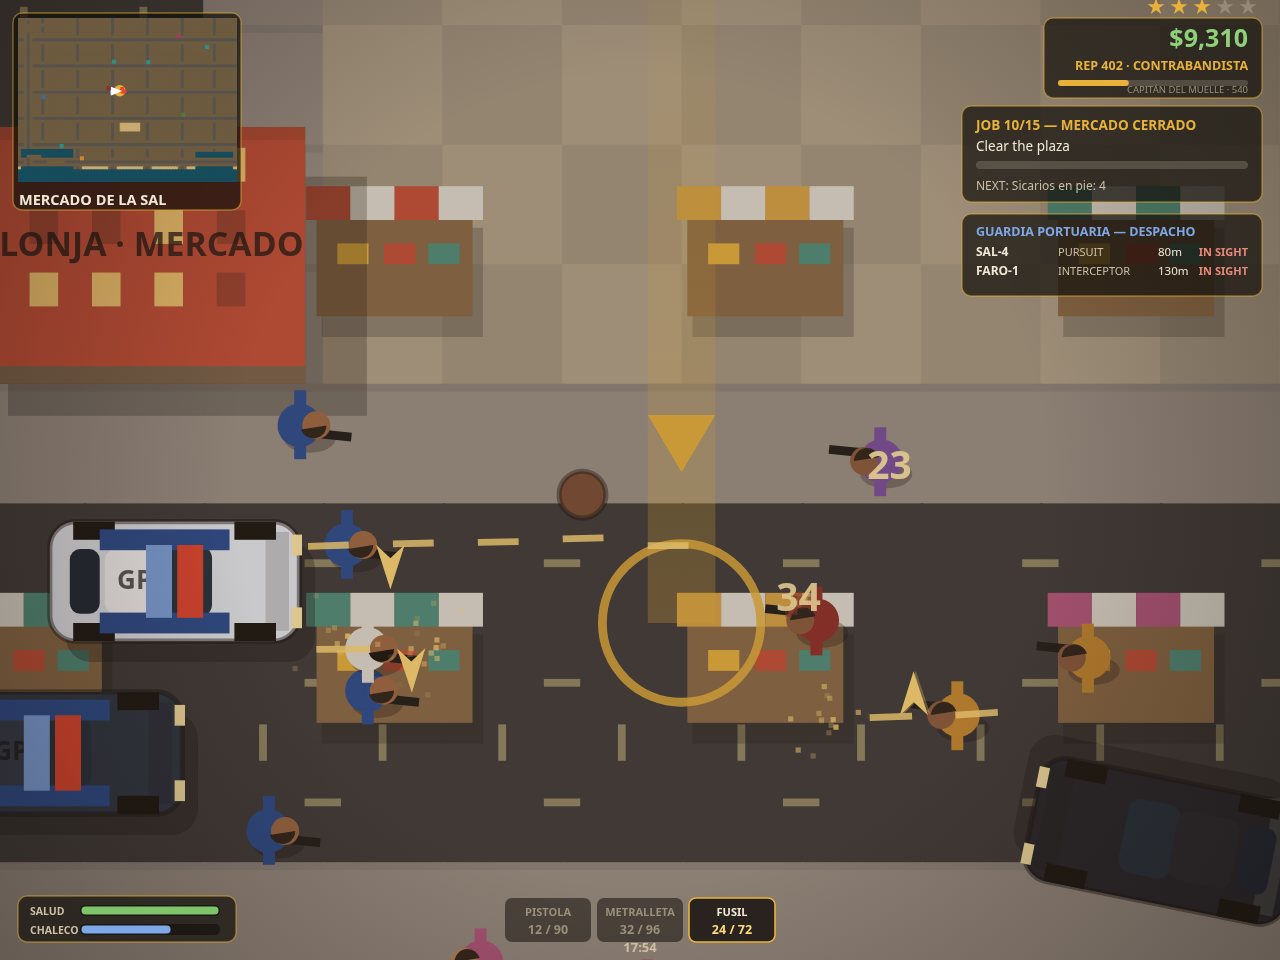 $9,310
REP 402 · CONTRABANDISTA
CAPITÁN DEL MUELLE · 540
JOB 10/15 — MERCADO CERRADO
Clear the plaza
NEXT: Sicarios en pie: 4
GUARDIA PORTUARIA — DESPACHO
SAL-4 PURSUIT 80m IN SIGHT
FARO-1 INTERCEPTOR 130m IN SIGHT
MERCADO DE LA SAL
LONJA · MERCADO
23
34
SALUD
CHALECO
PISTOLA
12 / 90
METRALLETA
32 / 96
FUSIL
24 / 72
17:54